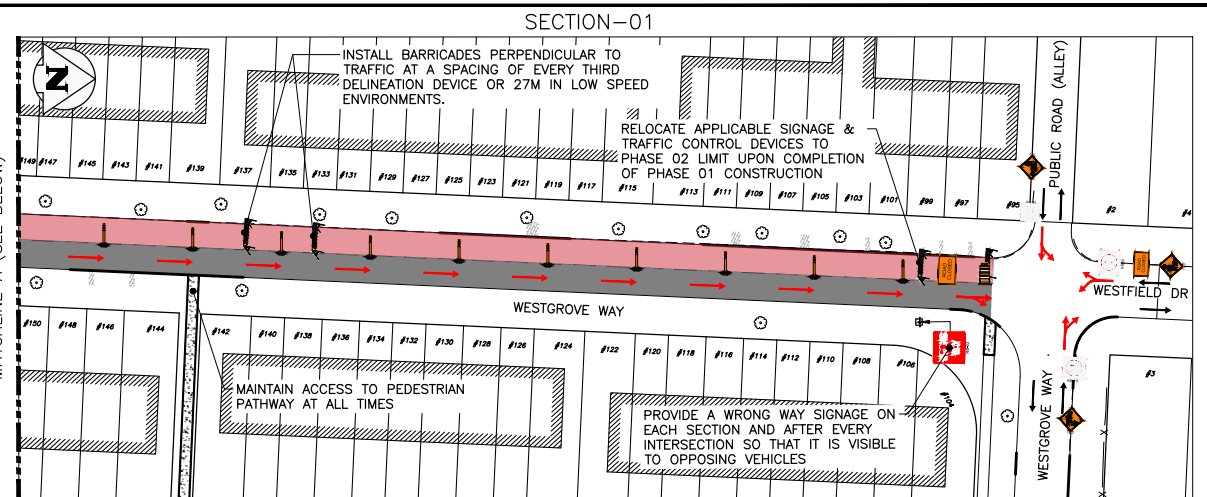 SECTION-01
N
INSTALL BARRICADES PERPENDICULAR TO
TRAFFIC AT A SPACING OF EVERY THIRD
DELINEATION DEVICE OR 27M IN LOW SPEED
ENVIRONMENTS.
RELOCATE APPLICABLE SIGNAGE &
TRAFFIC CONTROL DEVICES TO
PHASE 02 LIMIT UPON COMPLETION
OF PHASE 01 CONSTRUCTION
PUBLIC ROAD (ALLEY)
#149 #147 #145 #143 #141 #139 #137 #135 #133 #131 #129 #127 #125 #123 #121 #119 #117 #115 #113 #111 #109 #107 #105 #103 #101 #99 #97 #95 #2 #4
ROAD CLOSED
ROAD CLOSED
WESTFIELD DR
WESTGROVE WAY
#150 #148 #146 #144 #142 #140 #138 #136 #134 #132 #130 #128 #126 #124 #122 #120 #118 #116 #114 #112 #110 #108 #106 #104 #3
MAINTAIN ACCESS TO PEDESTRIAN
PATHWAY AT ALL TIMES
PROVIDE A WRONG WAY SIGNAGE ON
EACH SECTION AND AFTER EVERY
INTERSECTION SO THAT IT IS VISIBLE
TO OPPOSING VEHICLES
WESTGROVE WAY